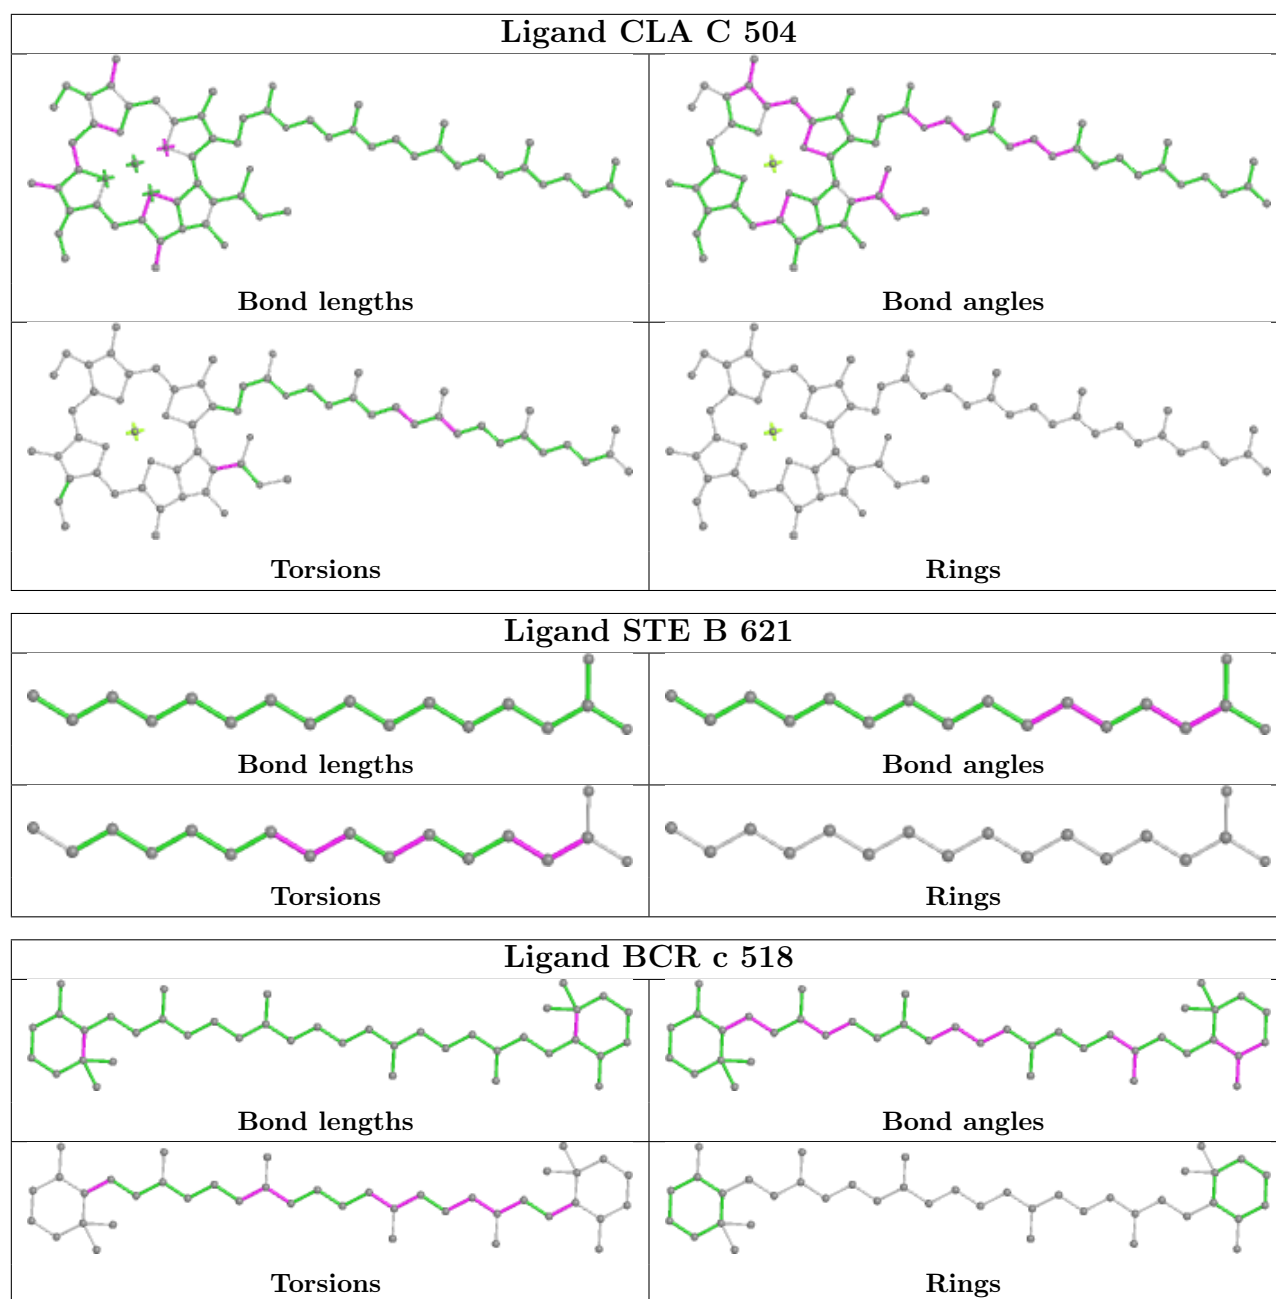 Ligand CLA C 504
Bond lengths
Bond angles
Torsions
Rings
Ligand STE B 621
Bond lengths
Bond angles
Torsions
Rings
Ligand BCR c 518
Bond lengths
Bond angles
Torsions
Rings